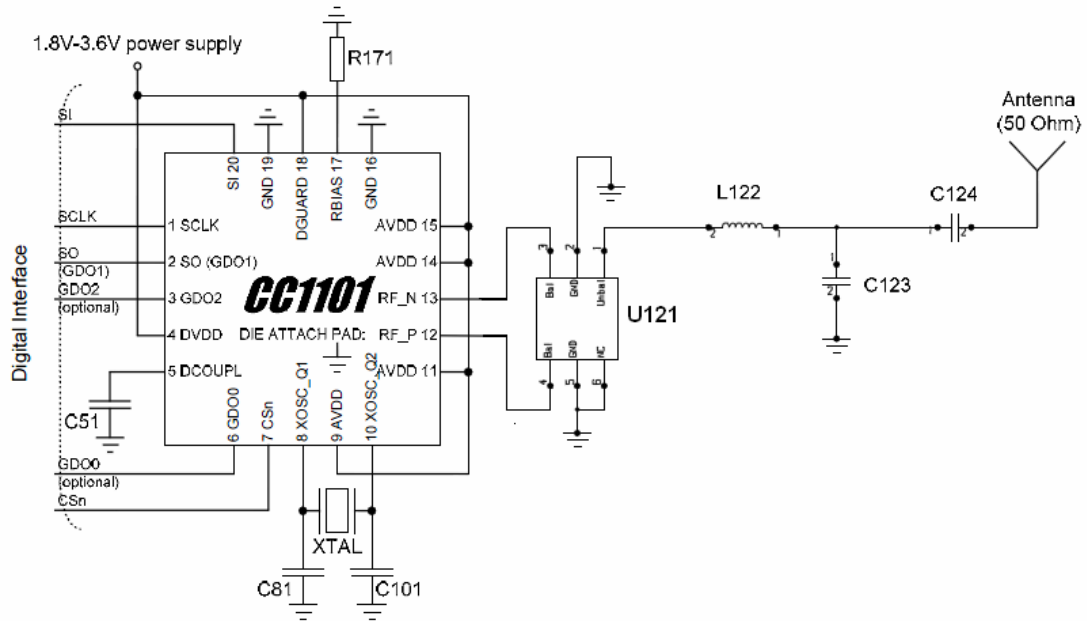 1.8V-3.6V power supply
R171
Antenna
(50 Ohm)
SI
SI 20
GND 19
DGUARD 18
RBIAS 17
GND 16
L122
C124
2
1
1
2
SCLK
1 SCLK
AVDD 15
3
2
1
SO
(GDO1)
2 SO (GDO1)
AVDD 14
1
2
C123
GDO2
(optional)
3 GDO2
CC1101
RF_N 13
Bal
GND
Unbal
U121
4 DVDD
DIE ATTACH PAD:
RF_P 12
Bal
GND
NC
Digital Interface
5 DCOUPL
AVDD 11
4
5
6
C51
6 GDO0
7 CSn
8 XOSC_Q1
9 AVDD
10 XOSC_Q2
GDO0
(optional)
CSn
XTAL
C81
C101